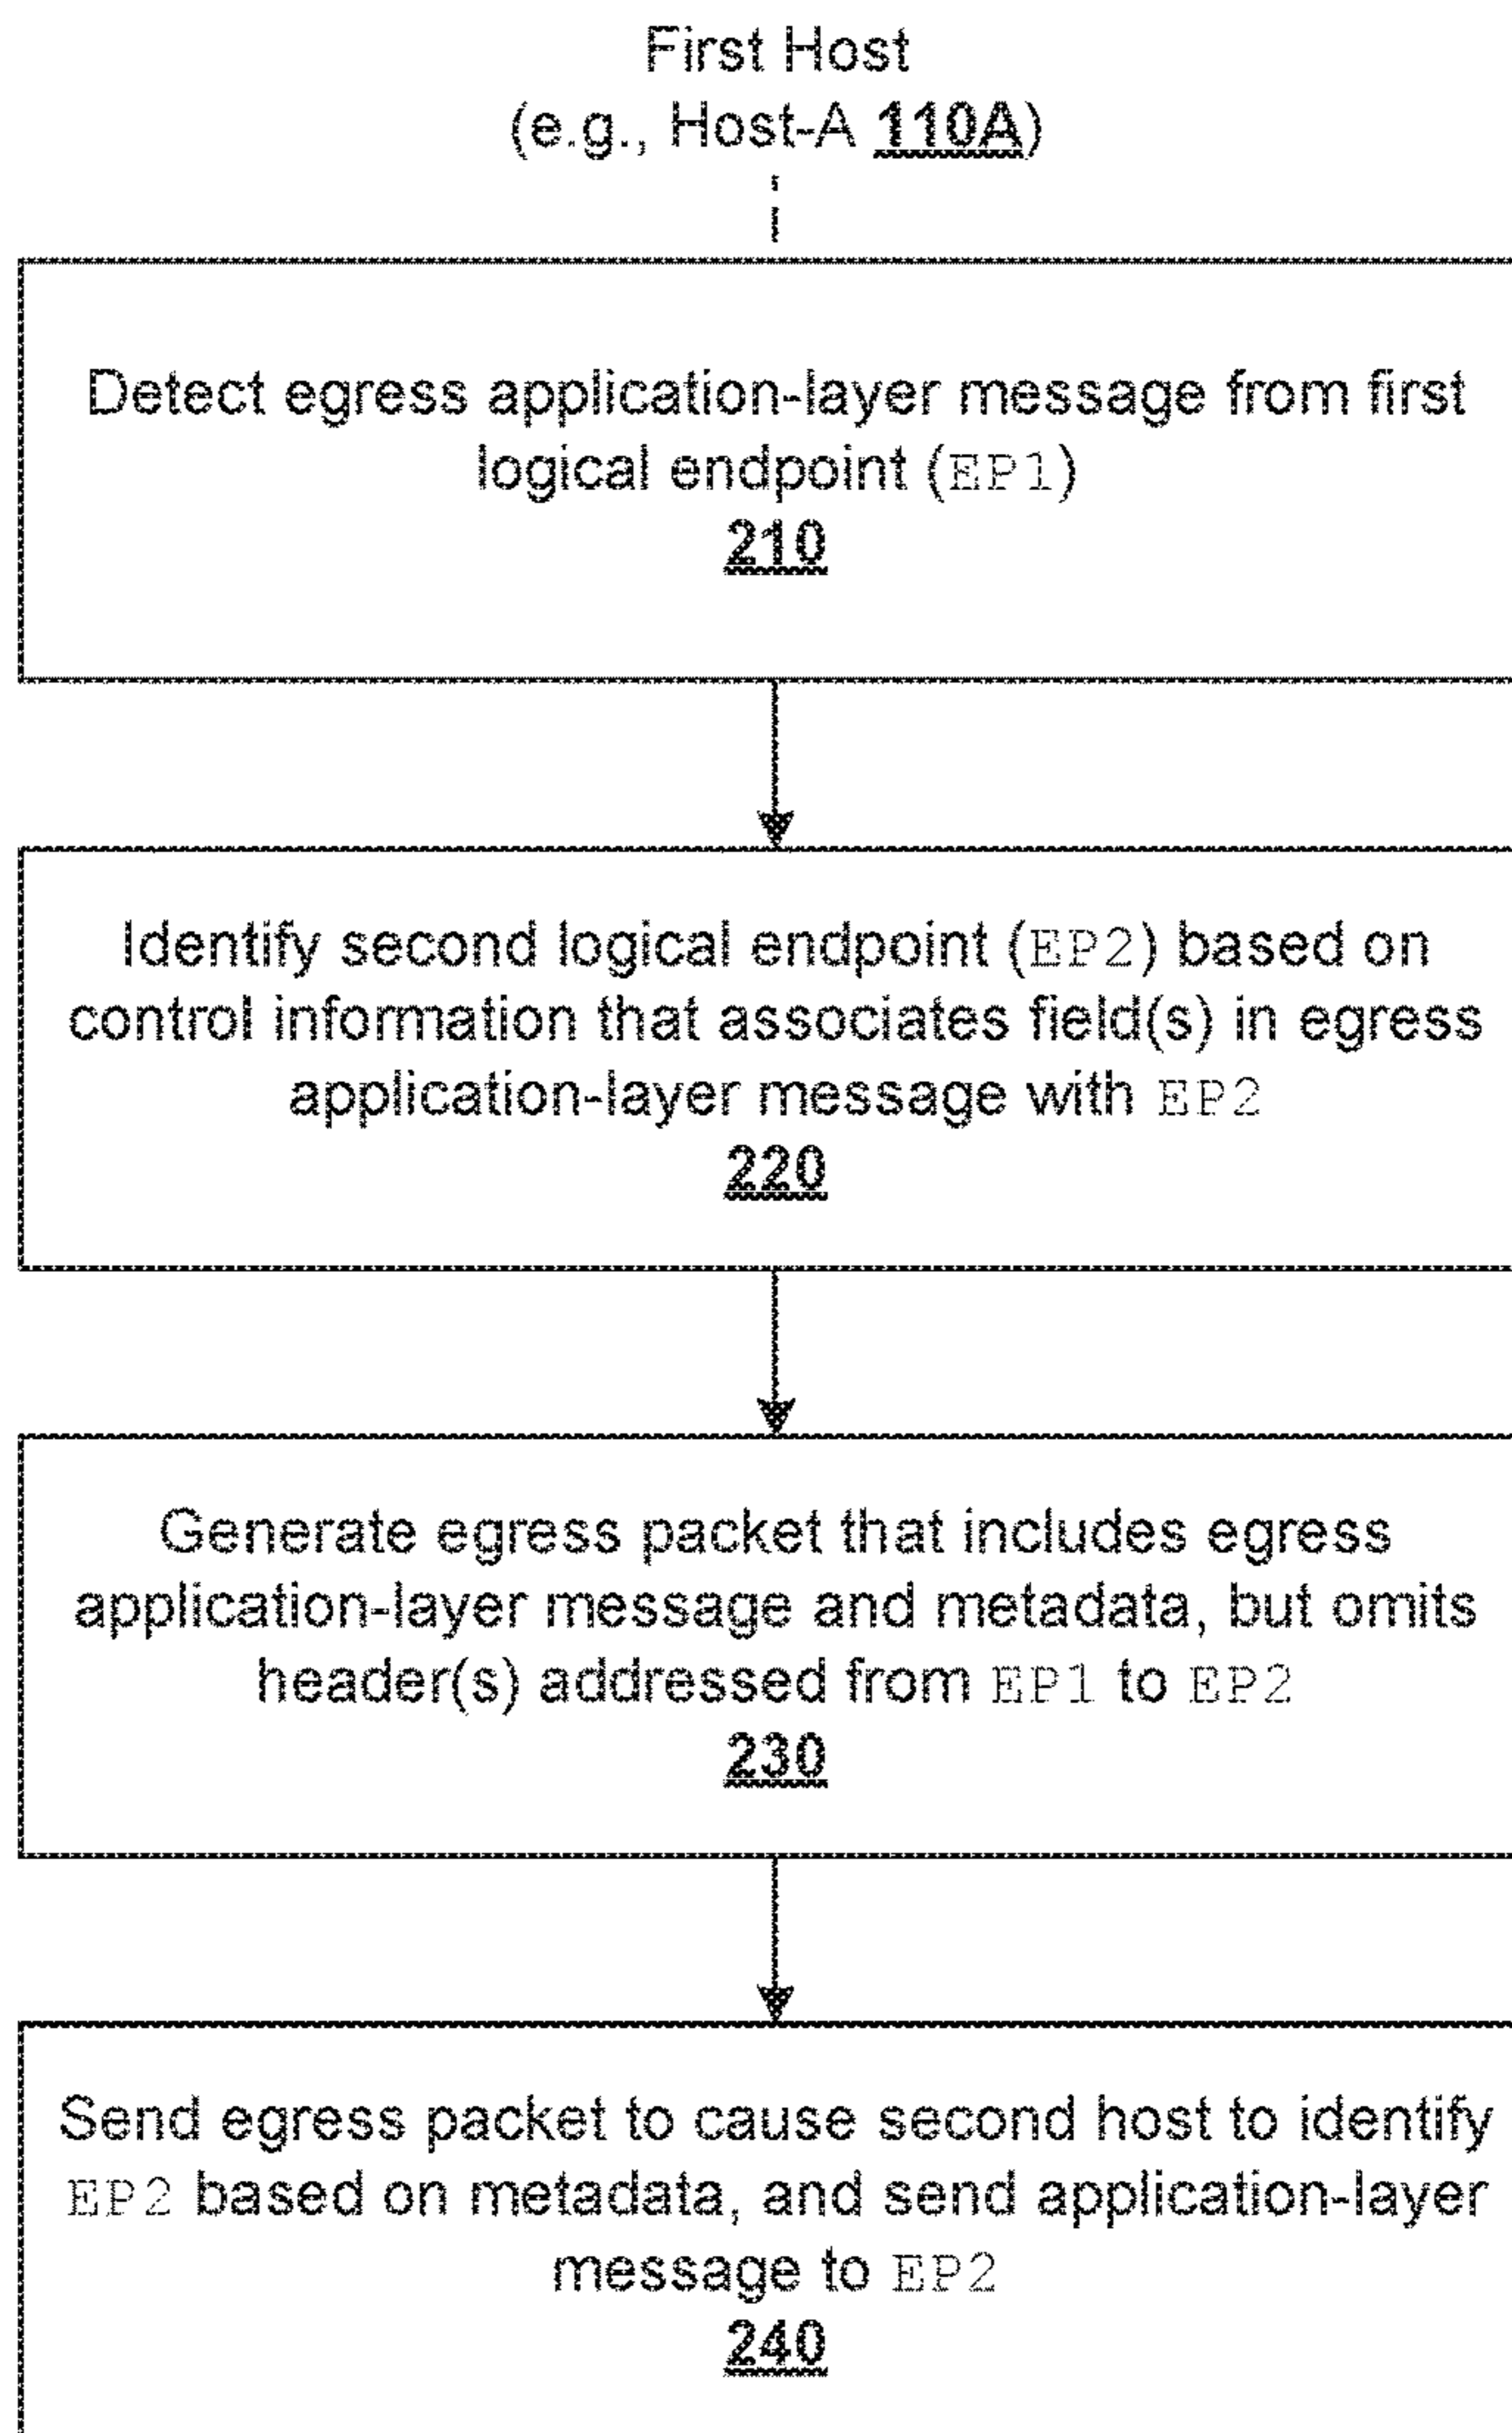 First Host
(e.g., Host-A 110A)
Detect egress application-layer message from first
logical endpoint (EP1)
210
Identify second logical endpoint (EP2) based on
control information that associates field(s) in egress
application-layer message with EP2
220
Generate egress packet that includes egress
application-layer message and metadata, but omits
header(s) addressed from EP1 to EP2
230
Send egress packet to cause second host to identify
EP2 based on metadata, and send application-layer
message to EP2
240